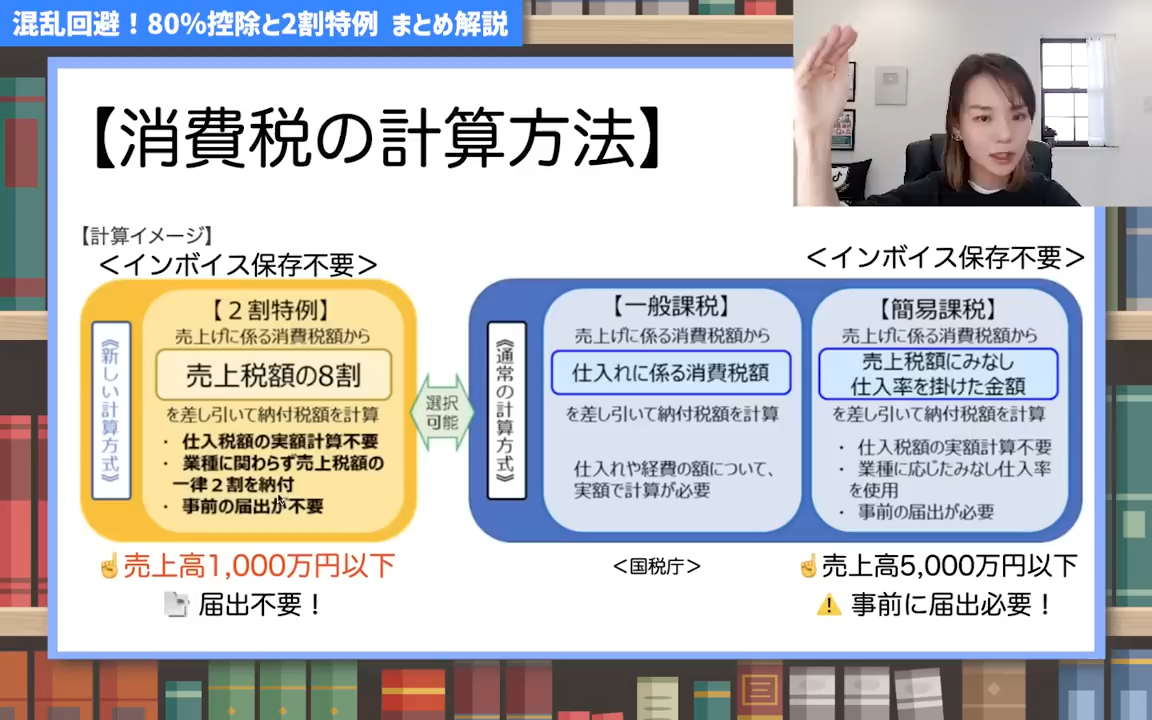 混乱回避！80%控除と2割特例 まとめ解説
【消費税の計算方法】
【計算イメージ】
＜インボイス保存不要＞
＜インボイス保存不要＞
《新しい計算方式》
【２割特例】
売上げに係る消費税額から
売上税額の8割
を差し引いて納付税額を計算
・ 仕入税額の実額計算不要
・ 業種に関わらず売上税額の
一律２割を納付
・ 事前の届出が不要
選択
可能
《通常の計算方式》
【一般課税】
売上げに係る消費税額から
仕入れに係る消費税額
を差し引いて納付税額を計算
仕入れや経費の額について、
実額で計算が必要
【簡易課税】
売上げに係る消費税額から
売上税額にみなし
仕入率を掛けた金額
を差し引いて納付税額を計算
・ 仕入税額の実額計算不要
・ 業種に応じたみなし仕入率
を使用
・ 事前の届出が必要
☝売上高1,000万円以下
届出不要！
＜国税庁＞
☝売上高5,000万円以下
⚠ 事前に届出必要！